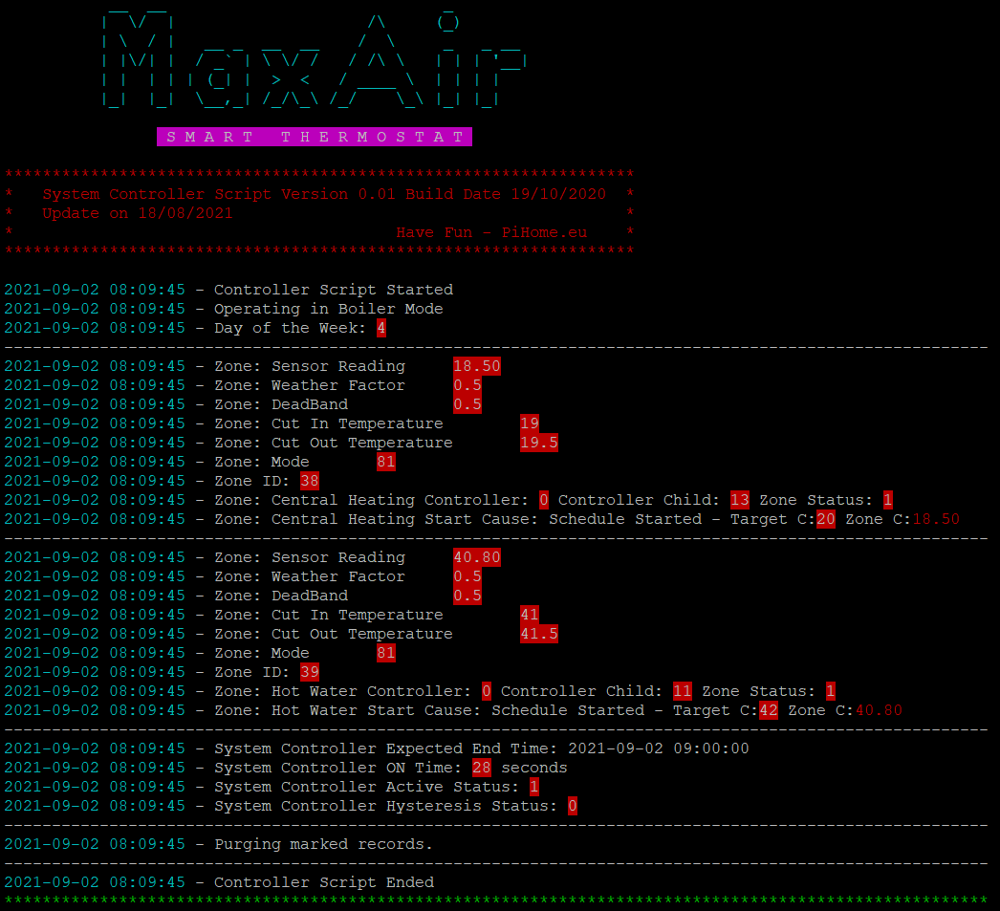 MaxAir
S M A R T   T H E R M O S T A T
*****************************************************************
*   System Controller Script Version 0.01 Build Date 19/10/2020  *
*   Update on 18/08/2021                                         *
*                                        Have Fun - PiHome.eu    *
*****************************************************************
2021-09-02 08:09:45 - Controller Script Started
2021-09-02 08:09:45 - Operating in Boiler Mode
2021-09-02 08:09:45 - Day of the Week: 4
-------------------------------------------------------------------------------------------------------
2021-09-02 08:09:45 - Zone: Sensor Reading     18.50
2021-09-02 08:09:45 - Zone: Weather Factor     0.5
2021-09-02 08:09:45 - Zone: DeadBand           0.5
2021-09-02 08:09:45 - Zone: Cut In Temperature        19
2021-09-02 08:09:45 - Zone: Cut Out Temperature       19.5
2021-09-02 08:09:45 - Zone: Mode       81
2021-09-02 08:09:45 - Zone ID: 38
2021-09-02 08:09:45 - Zone: Central Heating Controller: 0 Controller Child: 13 Zone Status: 1
2021-09-02 08:09:45 - Zone: Central Heating Start Cause: Schedule Started - Target C:20 Zone C:18.50
-------------------------------------------------------------------------------------------------------
2021-09-02 08:09:45 - Zone: Sensor Reading     40.80
2021-09-02 08:09:45 - Zone: Weather Factor     0.5
2021-09-02 08:09:45 - Zone: DeadBand           0.5
2021-09-02 08:09:45 - Zone: Cut In Temperature        41
2021-09-02 08:09:45 - Zone: Cut Out Temperature       41.5
2021-09-02 08:09:45 - Zone: Mode       81
2021-09-02 08:09:45 - Zone ID: 39
2021-09-02 08:09:45 - Zone: Hot Water Controller: 0 Controller Child: 11 Zone Status: 1
2021-09-02 08:09:45 - Zone: Hot Water Start Cause: Schedule Started - Target C:42 Zone C:40.80
-------------------------------------------------------------------------------------------------------
2021-09-02 08:09:45 - System Controller Expected End Time: 2021-09-02 09:00:00
2021-09-02 08:09:45 - System Controller ON Time: 28 seconds
2021-09-02 08:09:45 - System Controller Active Status: 1
2021-09-02 08:09:45 - System Controller Hysteresis Status: 0
-------------------------------------------------------------------------------------------------------
2021-09-02 08:09:45 - Purging marked records.
-------------------------------------------------------------------------------------------------------
2021-09-02 08:09:45 - Controller Script Ended
*******************************************************************************************************